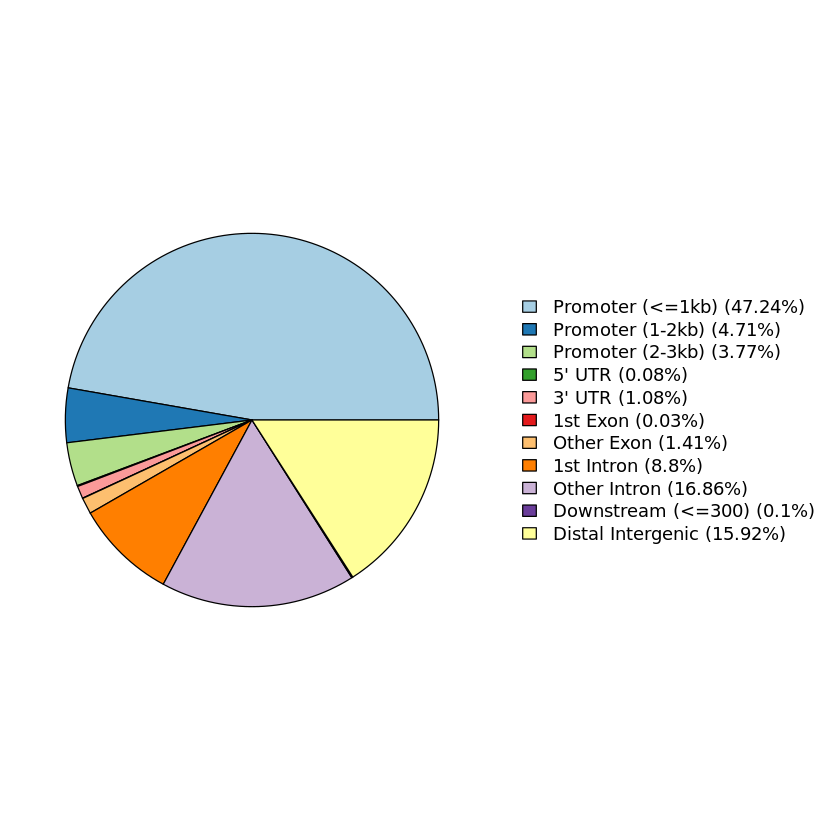 Promoter (<=1kb) (47.24%)
Promoter (1-2kb) (4.71%)
Promoter (2-3kb) (3.77%)
5' UTR (0.08%)
3' UTR (1.08%)
1st Exon (0.03%)
Other Exon (1.41%)
1st Intron (8.8%)
Other Intron (16.86%)
Downstream (<=300) (0.1%)
Distal Intergenic (15.92%)